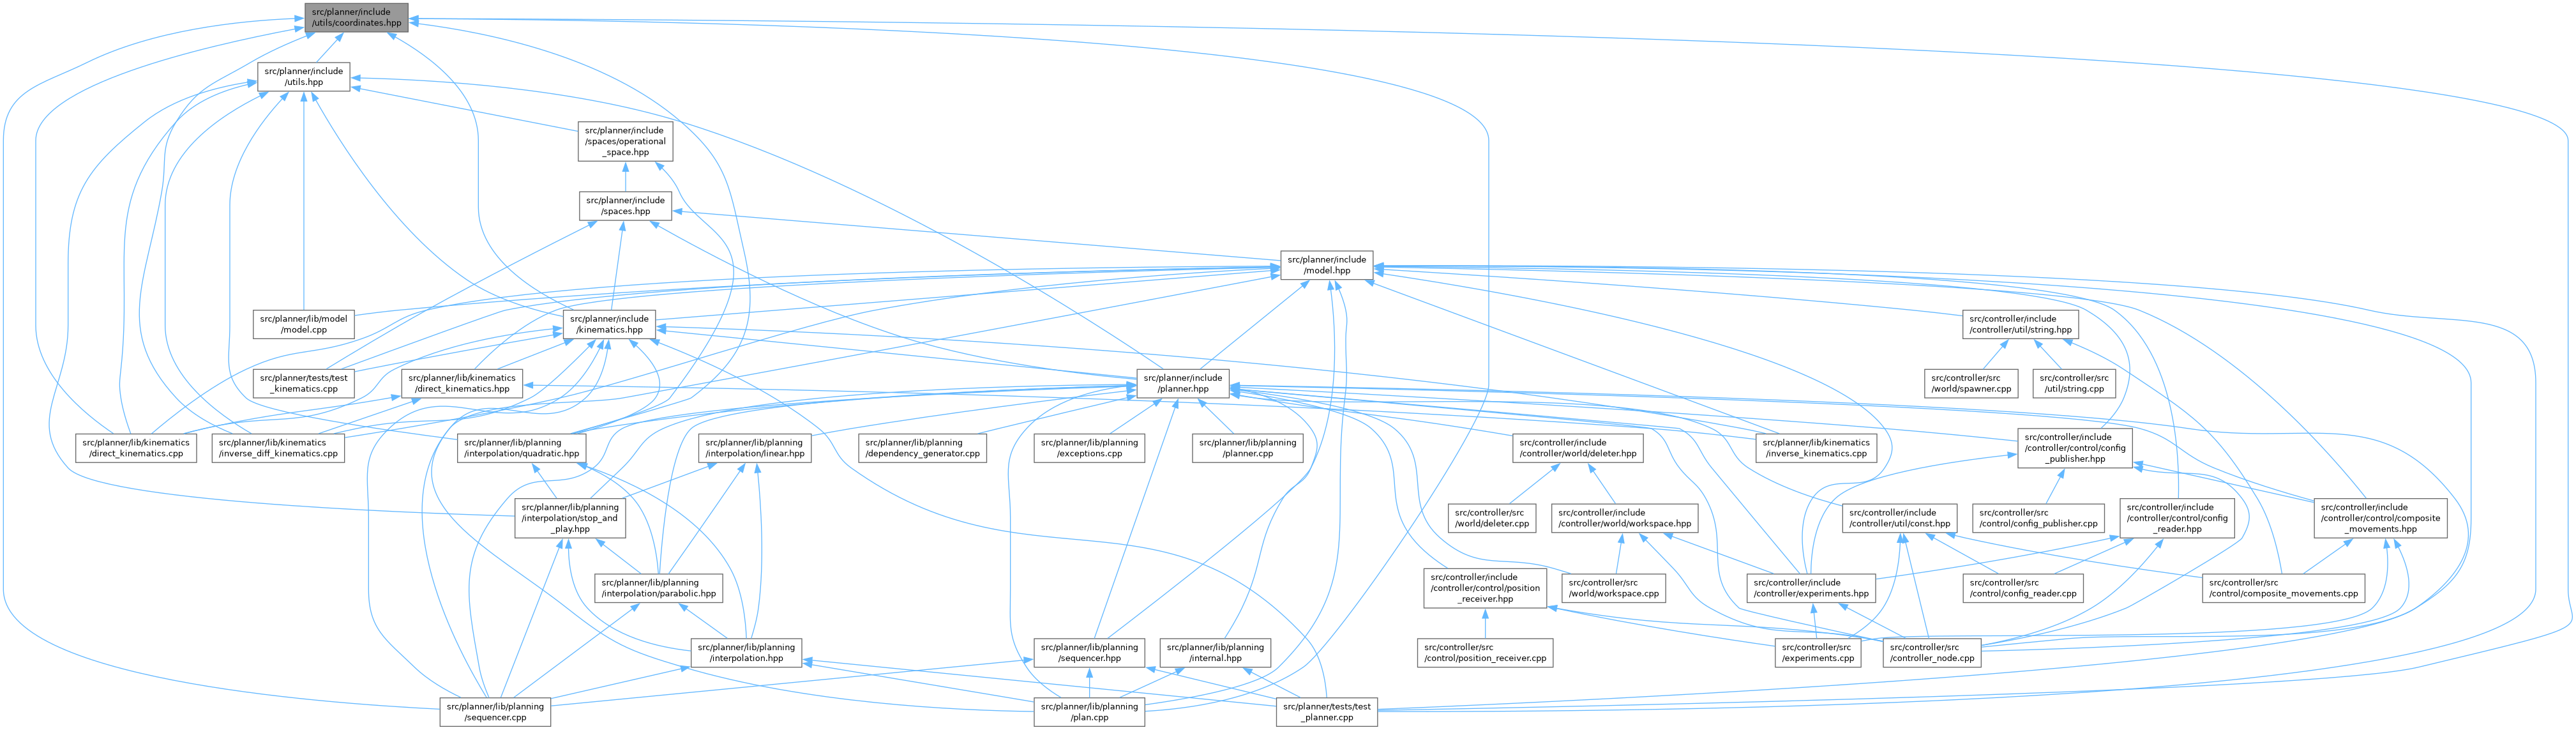 src/planner/include
/utils/coordinates.hpp
src/planner/include
/utils.hpp
src/planner/include
/spaces/operational
_space.hpp
src/planner/include
/spaces.hpp
src/planner/include
/model.hpp
src/planner/lib/model
/model.cpp
src/planner/include
/kinematics.hpp
src/controller/include
/controller/util/string.hpp
src/planner/tests/test
_kinematics.cpp
src/planner/lib/kinematics
/direct_kinematics.hpp
src/planner/include
/planner.hpp
src/controller/src
/world/spawner.cpp
src/controller/src
/util/string.cpp
src/planner/lib/kinematics
/direct_kinematics.cpp
src/planner/lib/kinematics
/inverse_diff_kinematics.cpp
src/planner/lib/planning
/interpolation/quadratic.hpp
src/planner/lib/planning
/interpolation/linear.hpp
src/planner/lib/planning
/dependency_generator.cpp
src/planner/lib/planning
/exceptions.cpp
src/planner/lib/planning
/planner.cpp
src/controller/include
/controller/world/deleter.hpp
src/planner/lib/kinematics
/inverse_kinematics.cpp
src/controller/include
/controller/control/config
_publisher.hpp
src/planner/lib/planning
/interpolation/stop_and
_play.hpp
src/controller/src
/world/deleter.cpp
src/controller/include
/controller/world/workspace.hpp
src/controller/include
/controller/util/const.hpp
src/controller/src
/control/config_publisher.cpp
src/controller/include
/controller/control/config
_reader.hpp
src/controller/include
/controller/control/composite
_movements.hpp
src/planner/lib/planning
/interpolation/parabolic.hpp
src/controller/include
/controller/control/position
_receiver.hpp
src/controller/src
/world/workspace.cpp
src/controller/include
/controller/experiments.hpp
src/controller/src
/control/config_reader.cpp
src/controller/src
/control/composite_movements.cpp
src/planner/lib/planning
/interpolation.hpp
src/planner/lib/planning
/sequencer.hpp
src/planner/lib/planning
/internal.hpp
src/controller/src
/control/position_receiver.cpp
src/controller/src
/experiments.cpp
src/controller/src
/controller_node.cpp
src/planner/lib/planning
/sequencer.cpp
src/planner/lib/planning
/plan.cpp
src/planner/tests/test
_planner.cpp